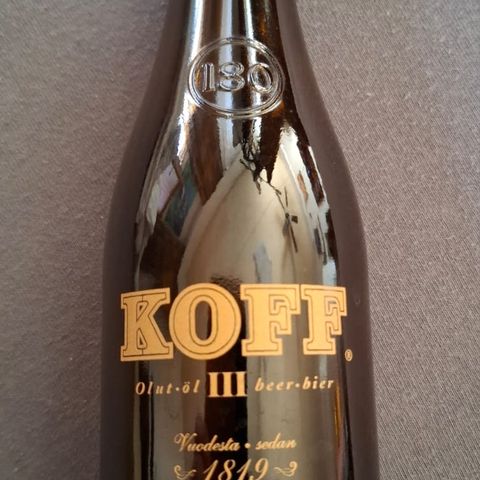 180
KOFF®
Olut·öl III beer·bier
Vuodesta · sedan
1819